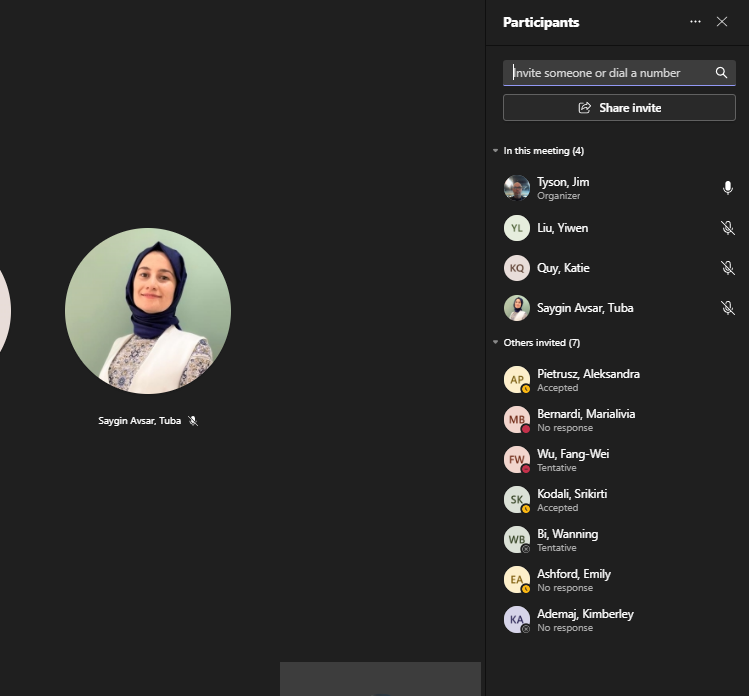 Participants
Invite someone or dial a number
Share invite
In this meeting (4)
Tyson, Jim
Organizer
YL
Liu, Yiwen
KQ
Quy, Katie
Saygin Avsar, Tuba
Saygin Avsar, Tuba
Others invited (7)
AP
Pietrusz, Aleksandra
Accepted
MB
Bernardi, Marialivia
No response
FW
Wu, Fang-Wei
Tentative
SK
Kodali, Srikirti
Accepted
WB
Bi, Wanning
Tentative
EA
Ashford, Emily
No response
KA
Ademaj, Kimberley
No response